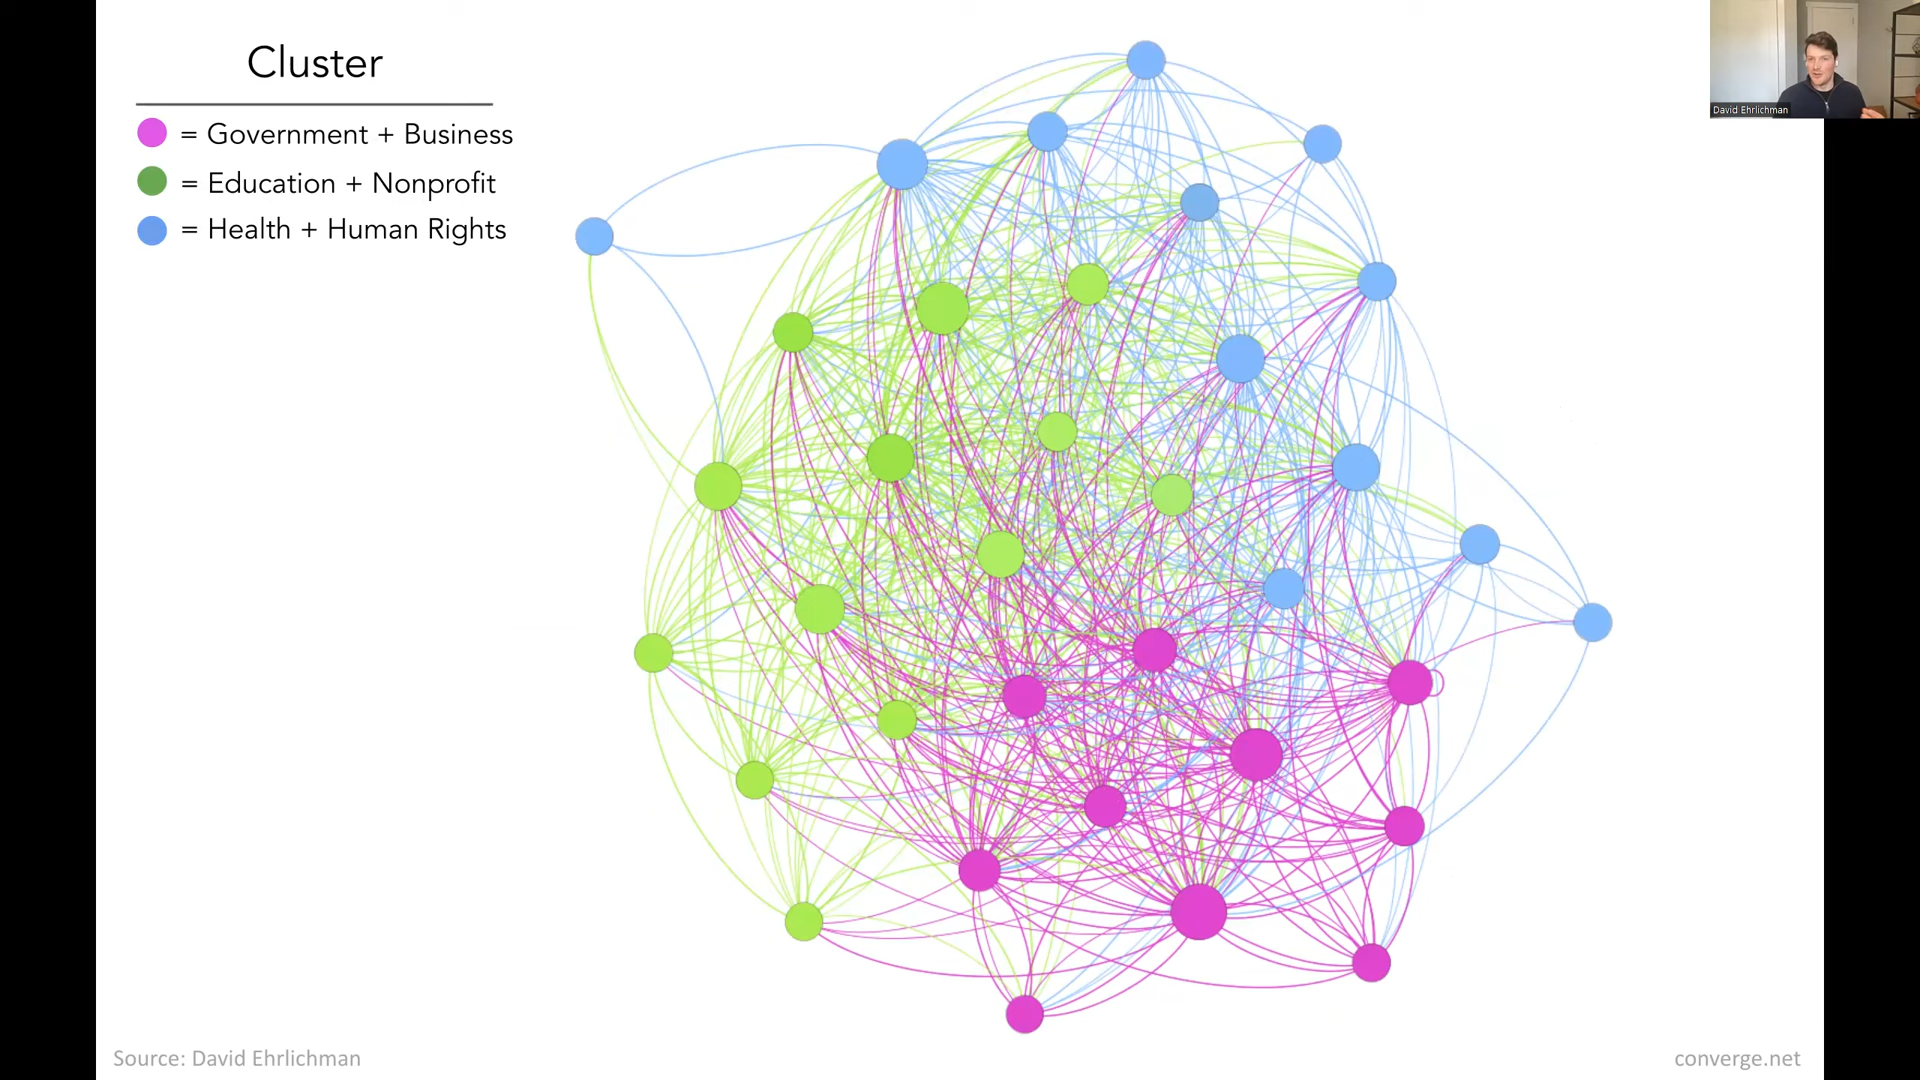 Cluster
= Government + Business
= Education + Nonprofit
= Health + Human Rights
David Ehrlichman
Source: David Ehrlichman
converge.net